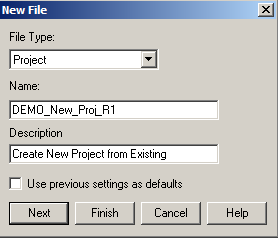 New File
File Type:
Project
Name:
DEMO_New_Proj_R1
Description
Create New Project from Existing
Use previous settings as defaults
Next Finish Cancel Help